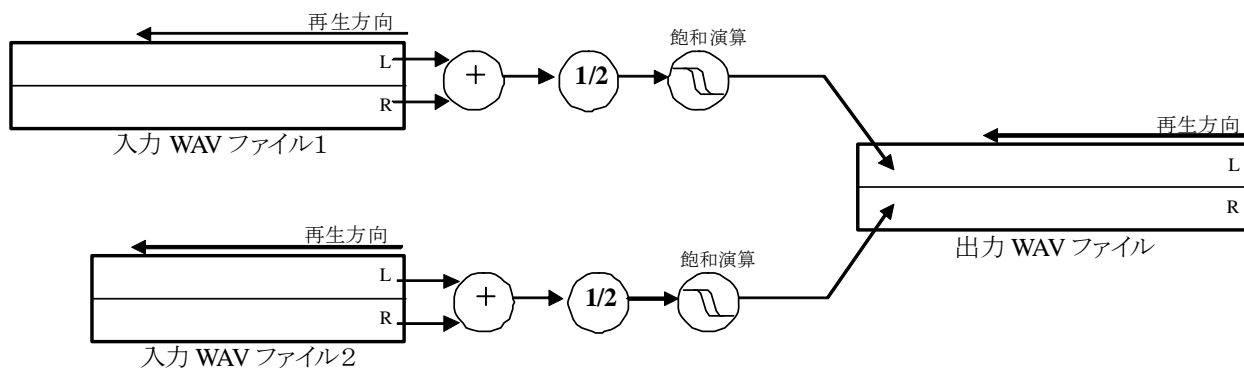 再生方向
L
R
+
1/2
飽和演算
入力 WAV ファイル1
再生方向
L
R
出力 WAV ファイル
再生方向
L
R
+
1/2
飽和演算
入力 WAV ファイル2